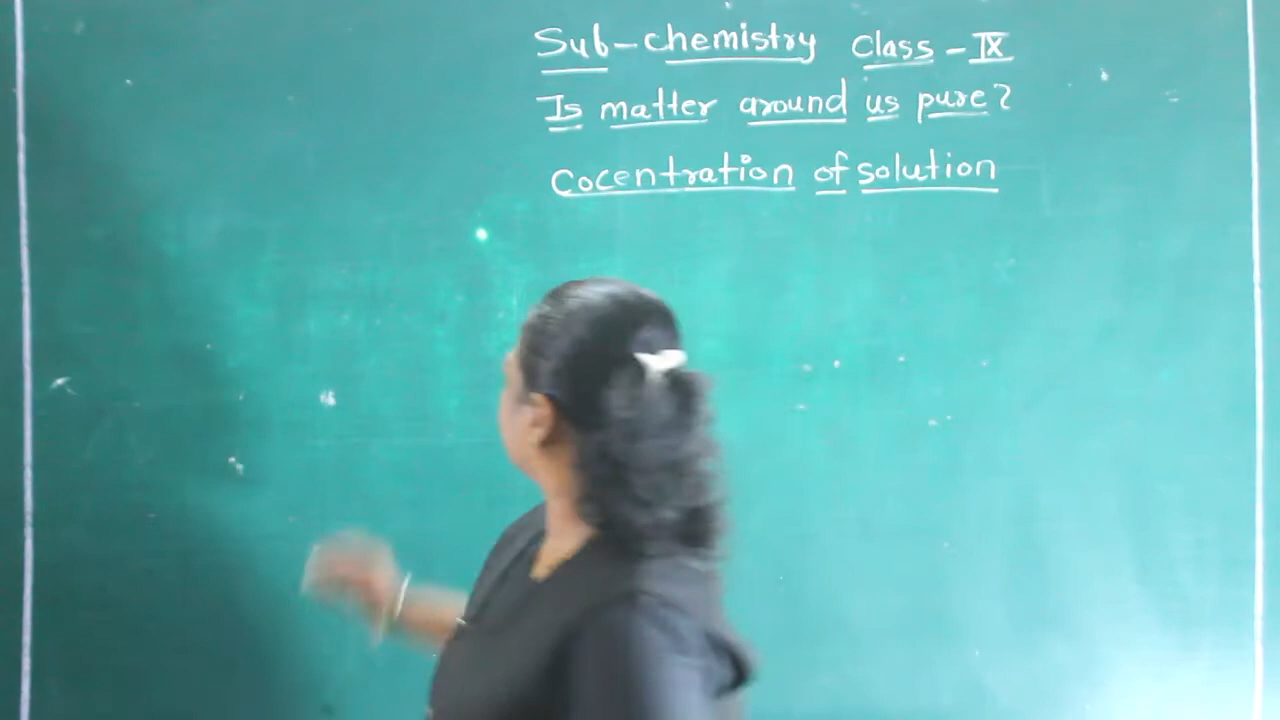 Sub-chemistry Class-IX
Is matter around us pure?
Cocentration of solution